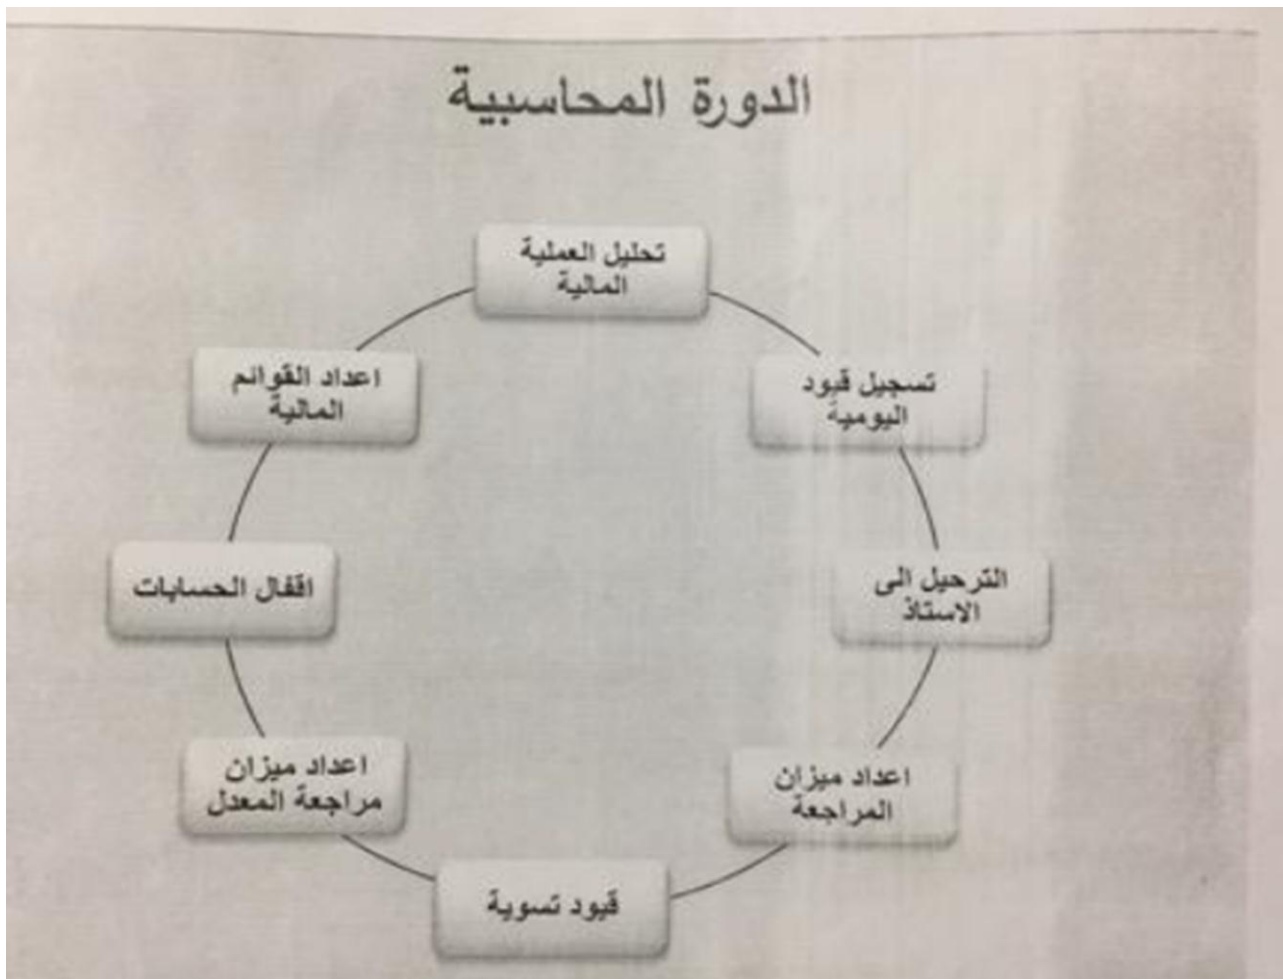 الدورة المحاسبية
تحليل العملية
المالية
تسجيل قيود
اليومية
الترحيل الى
الاستاذ
اعداد ميزان
المراجعة
قيود تسوية
اعداد ميزان
مراجعة المعدل
اقفال الحسابات
اعداد القوائم
المالية